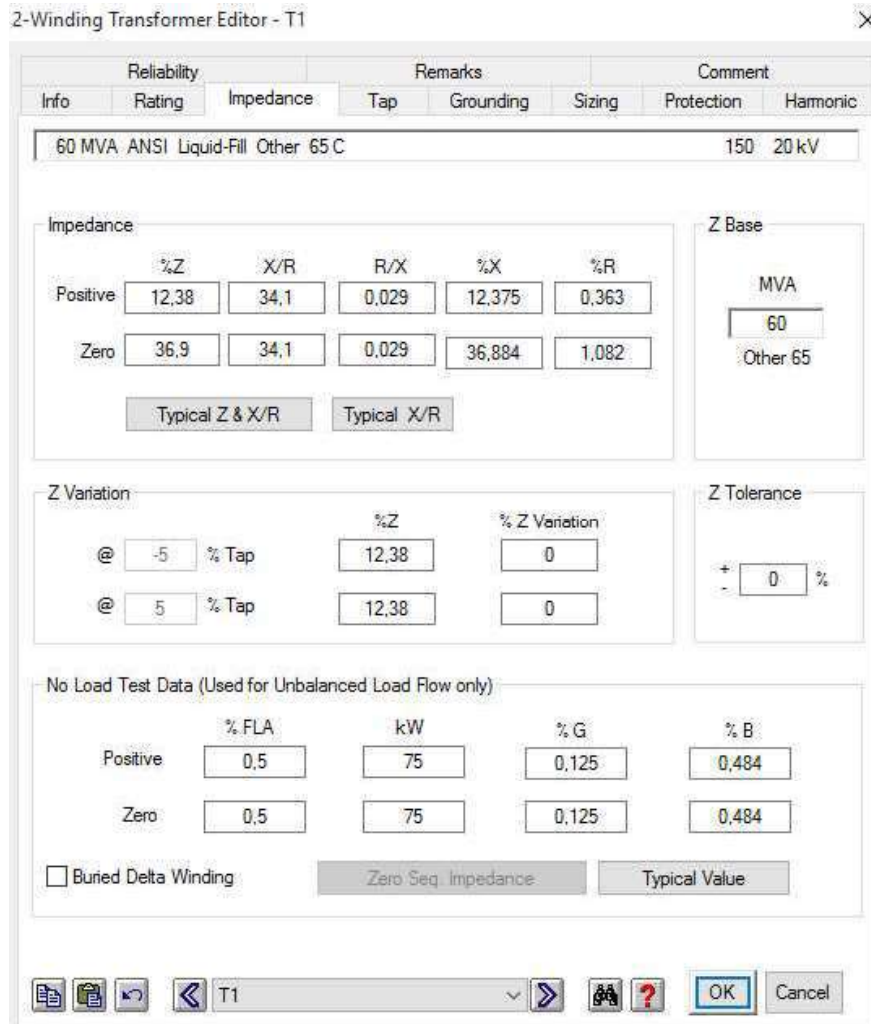 2-Winding Transformer Editor - T1
Reliability Remarks Comment
Info Rating Impedance Tap Grounding Sizing Protection Harmonic
60 MVA ANSI Liquid-Fill Other 65 C 150 20 kV
Impedance
%Z X/R R/X %X %R
Positive 12,38 34,1 0,029 12,375 0,363
Zero 36,9 34,1 0,029 36,884 1,082
Typical Z & X/R Typical X/R
Z Base
MVA
60
Other 65
Z Variation
%Z % Z Variation
@ -5 % Tap 12,38 0
@ 5 % Tap 12,38 0
Z Tolerance
+
- 0 %
No Load Test Data (Used for Unbalanced Load Flow only)
% FLA kW % G % B
Positive 0,5 75 0,125 0,484
Zero 0,5 75 0,125 0,484
Buried Delta Winding Zero Seq. Impedance Typical Value
T1 ? OK Cancel